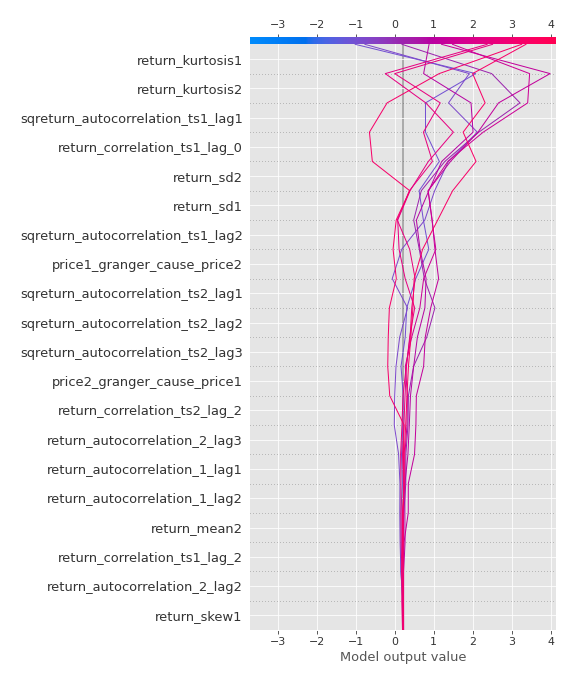 −3 −2 −1 0 1 2 3 4
return_kurtosis1
return_kurtosis2
sqreturn_autocorrelation_ts1_lag1
return_correlation_ts1_lag_0
return_sd2
return_sd1
sqreturn_autocorrelation_ts1_lag2
price1_granger_cause_price2
sqreturn_autocorrelation_ts2_lag1
sqreturn_autocorrelation_ts2_lag2
sqreturn_autocorrelation_ts2_lag3
price2_granger_cause_price1
return_correlation_ts2_lag_2
return_autocorrelation_2_lag3
return_autocorrelation_1_lag1
return_autocorrelation_1_lag2
return_mean2
return_correlation_ts1_lag_2
return_autocorrelation_2_lag2
return_skew1
−3 −2 −1 0 1 2 3 4
Model output value